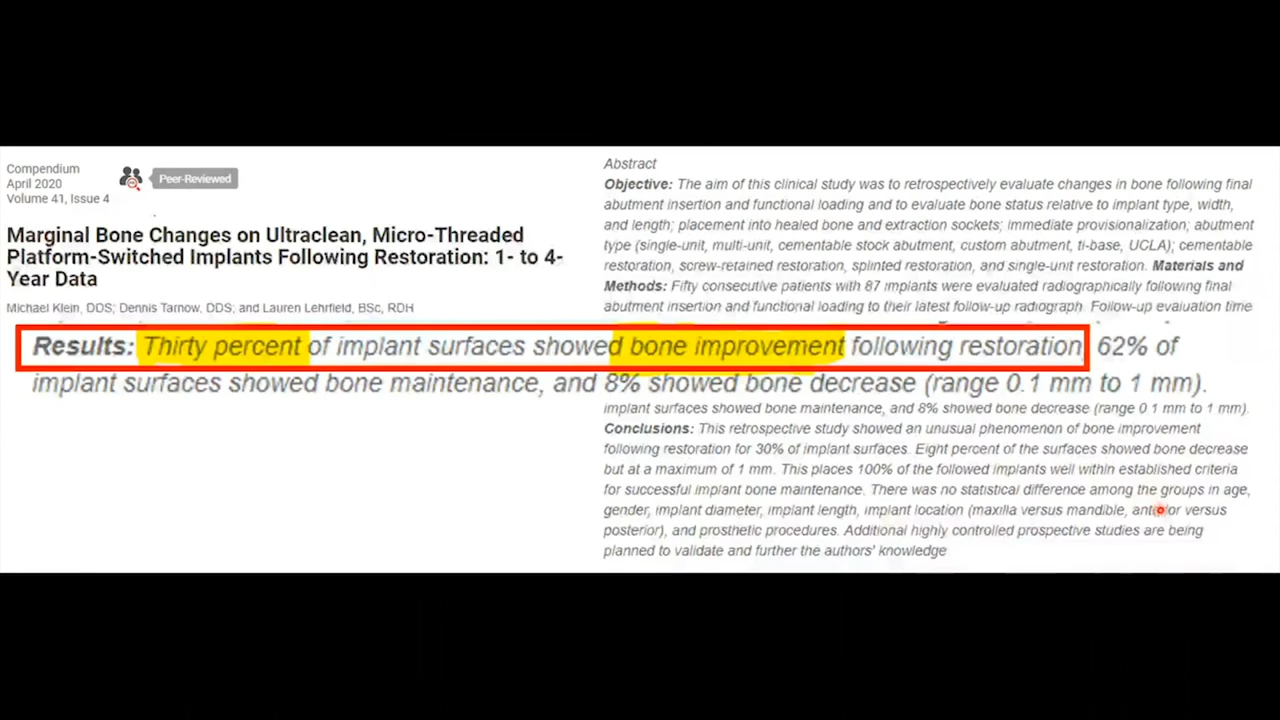 Compendium
April 2020
Volume 41, Issue 4
Peer-Reviewed
Marginal Bone Changes on Ultraclean, Micro-Threaded
Platform-Switched Implants Following Restoration: 1- to 4-
Year Data
Michael Klein, DDS; Dennis Tarnow, DDS; and Lauren Lehrfield, BSc, RDH
Abstract
Objective: The aim of this clinical study was to retrospectively evaluate changes in bone following final
abutment insertion and functional loading and to evaluate bone status relative to implant type, width,
and length; placement into healed bone and extraction sockets; immediate provisionalization; abutment
type (single-unit, multi-unit, cementable stock abutment, custom abutment, ti-base, UCLA); cementable
restoration, screw-retained restoration, splinted restoration, and single-unit restoration. Materials and
Methods: Fifty consecutive patients with 87 implants were evaluated radiographically following final
abutment insertion and functional loading to their latest follow-up radiograph. Follow-up evaluation time
Results: Thirty percent of implant surfaces showed bone improvement following restoration, 62% of
implant surfaces showed bone maintenance, and 8% showed bone decrease (range 0.1 mm to 1 mm).
implant surfaces showed bone maintenance, and 8% showed bone decrease (range 0.1 mm to 1 mm).
Conclusions: This retrospective study showed an unusual phenomenon of bone improvement
following restoration for 30% of implant surfaces. Eight percent of the surfaces showed bone decrease
but at a maximum of 1 mm. This places 100% of the followed implants well within established criteria
for successful implant bone maintenance. There was no statistical difference among the groups in age,
gender, implant diameter, implant length, implant location (maxilla versus mandible, anterior versus
posterior), and prosthetic procedures. Additional highly controlled prospective studies are being
planned to validate and further the authors' knowledge